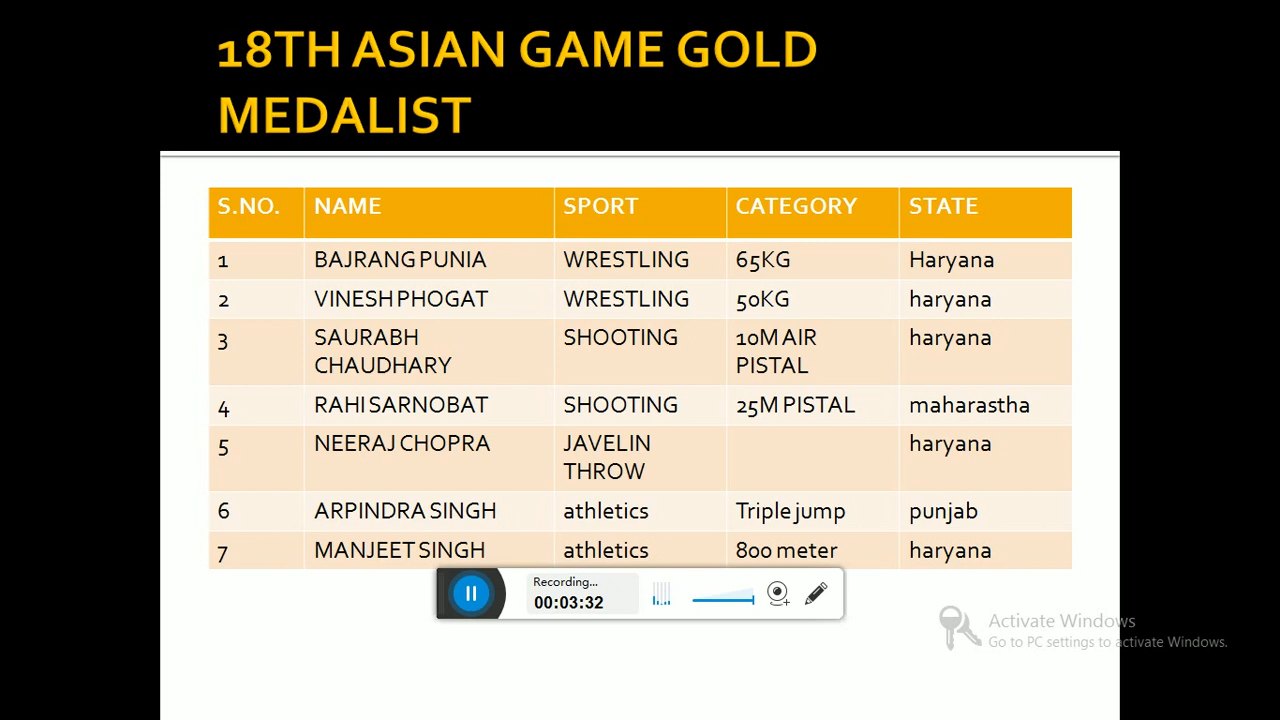 18TH ASIAN GAME GOLD
MEDALIST
S.NO. NAME SPORT CATEGORY STATE
1 BAJRANG PUNIA WRESTLING 65KG Haryana
2 VINESH PHOGAT WRESTLING 50KG haryana
3 SAURABH SHOOTING 10M AIR haryana
CHAUDHARY PISTAL
4 RAHI SARNOBAT SHOOTING 25M PISTAL maharastha
5 NEERAJ CHOPRA JAVELIN haryana
THROW
6 ARPINDRA SINGH athletics Triple jump punjab
7 MANJEET SINGH athletics 800 meter haryana
Recording...
00:03:32
Activate Windows
Go to PC settings to activate Windows.